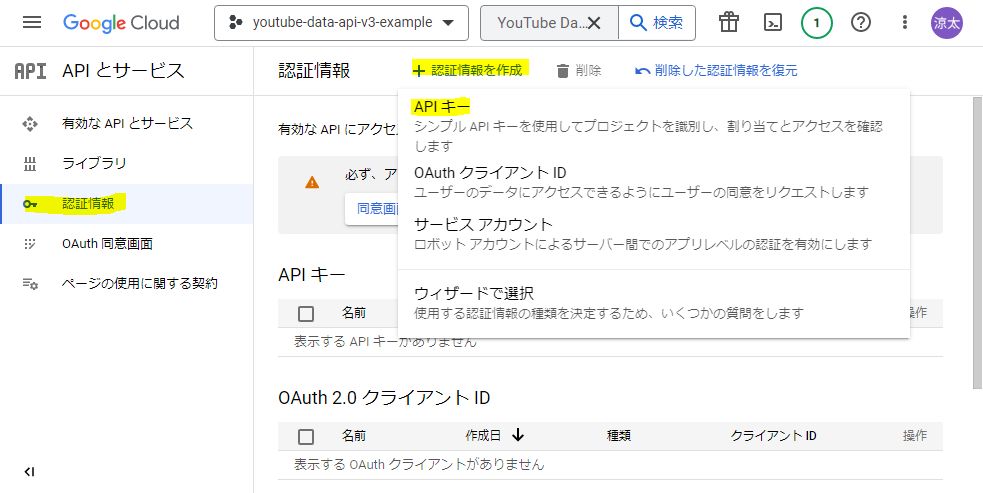 Google Cloud
youtube-data-api-v3-example
YouTube Da...
検索
1
涼太
API API とサービス
認証情報
認証情報を作成
削除
削除した認証情報を復元
有効な API とサービス
ライブラリ
認証情報
OAuth 同意画面
ページの使用に関する契約
有効な API にアクセ
必ず、ア
同意画
API キー
シンプル API キーを使用してプロジェクトを識別し、割り当てとアクセスを確認
します
OAuth クライアント ID
ユーザーのデータにアクセスできるようにユーザーの同意をリクエストします
サービス アカウント
ロボット アカウントによるサーバー間でのアプリレベルの認証を有効にします
ウィザードで選択
使用する認証情報の種類を決定するため、いくつかの質問をします
API キー
名前
操作
表示する API キーがありません
OAuth 2.0 クライアント ID
名前 作成日 種類 クライアント ID 操作
表示する OAuth クライアントがありません